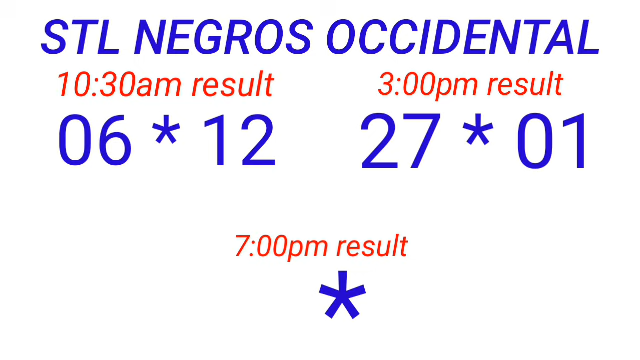 STL NEGROS OCCIDENTAL
10:30am result
06 * 12
3:00pm result
27 * 01
7:00pm result
*